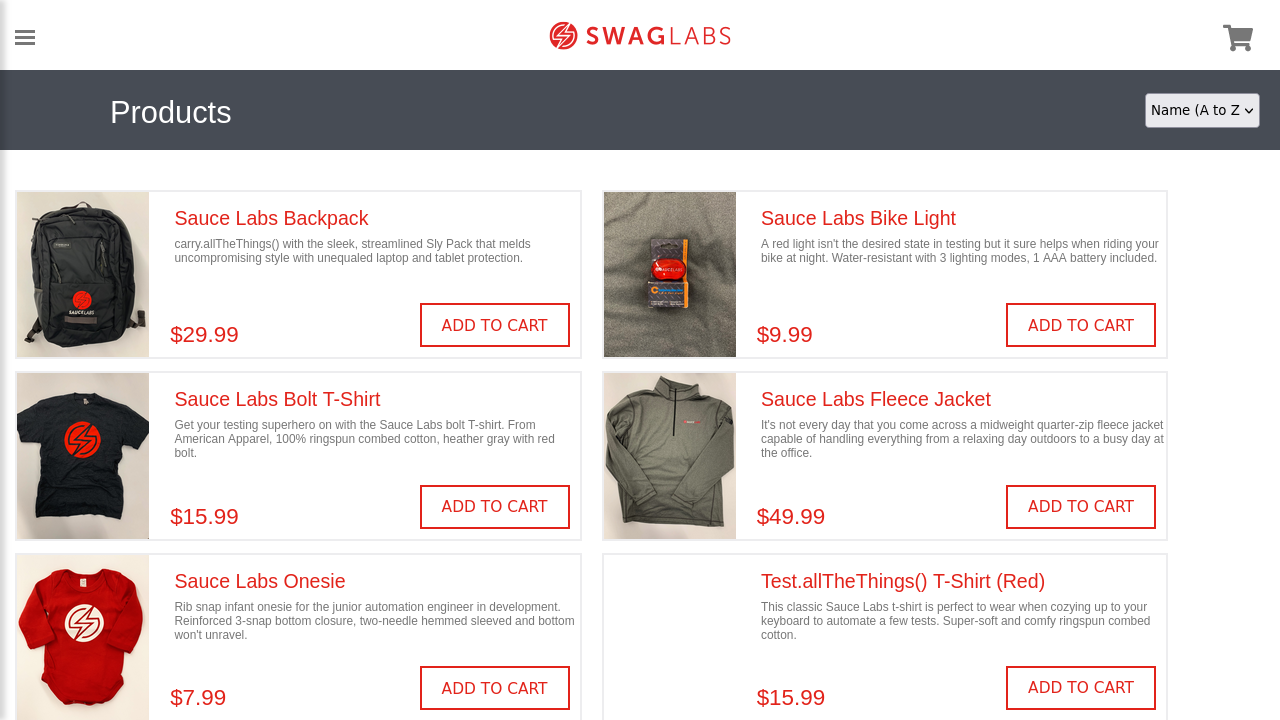 SWAGLABS
Products
Name (A to Z
Sauce Labs Backpack
carry.allTheThings() with the sleek, streamlined Sly Pack that melds
uncompromising style with unequaled laptop and tablet protection.
$29.99
ADD TO CART
Sauce Labs Bike Light
A red light isn't the desired state in testing but it sure helps when riding your
bike at night. Water-resistant with 3 lighting modes, 1 AAA battery included.
$9.99
ADD TO CART
Sauce Labs Bolt T-Shirt
Get your testing superhero on with the Sauce Labs bolt T-shirt. From
American Apparel, 100% ringspun combed cotton, heather gray with red
bolt.
$15.99
ADD TO CART
Sauce Labs Fleece Jacket
It's not every day that you come across a midweight quarter-zip fleece jacket
capable of handling everything from a relaxing day outdoors to a busy day at
the office.
$49.99
ADD TO CART
Sauce Labs Onesie
Rib snap infant onesie for the junior automation engineer in development.
Reinforced 3-snap bottom closure, two-needle hemmed sleeved and bottom
won't unravel.
$7.99
ADD TO CART
Test.allTheThings() T-Shirt (Red)
This classic Sauce Labs t-shirt is perfect to wear when cozying up to your
keyboard to automate a few tests. Super-soft and comfy ringspun combed
cotton.
$15.99
ADD TO CART
SAUCELABS